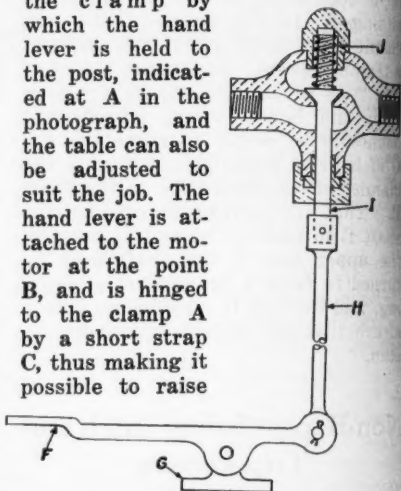 the clamp by
which the hand
lever is held to
the post, indicat-
ed at A in the
photograph, and
the table can also
be adjusted to
suit the job. The
hand lever is at-
tached to the mo-
tor at the point
B, and is hinged
to the clamp A
by a short strap
C, thus making it
possible to raise
J
I
H
F
G